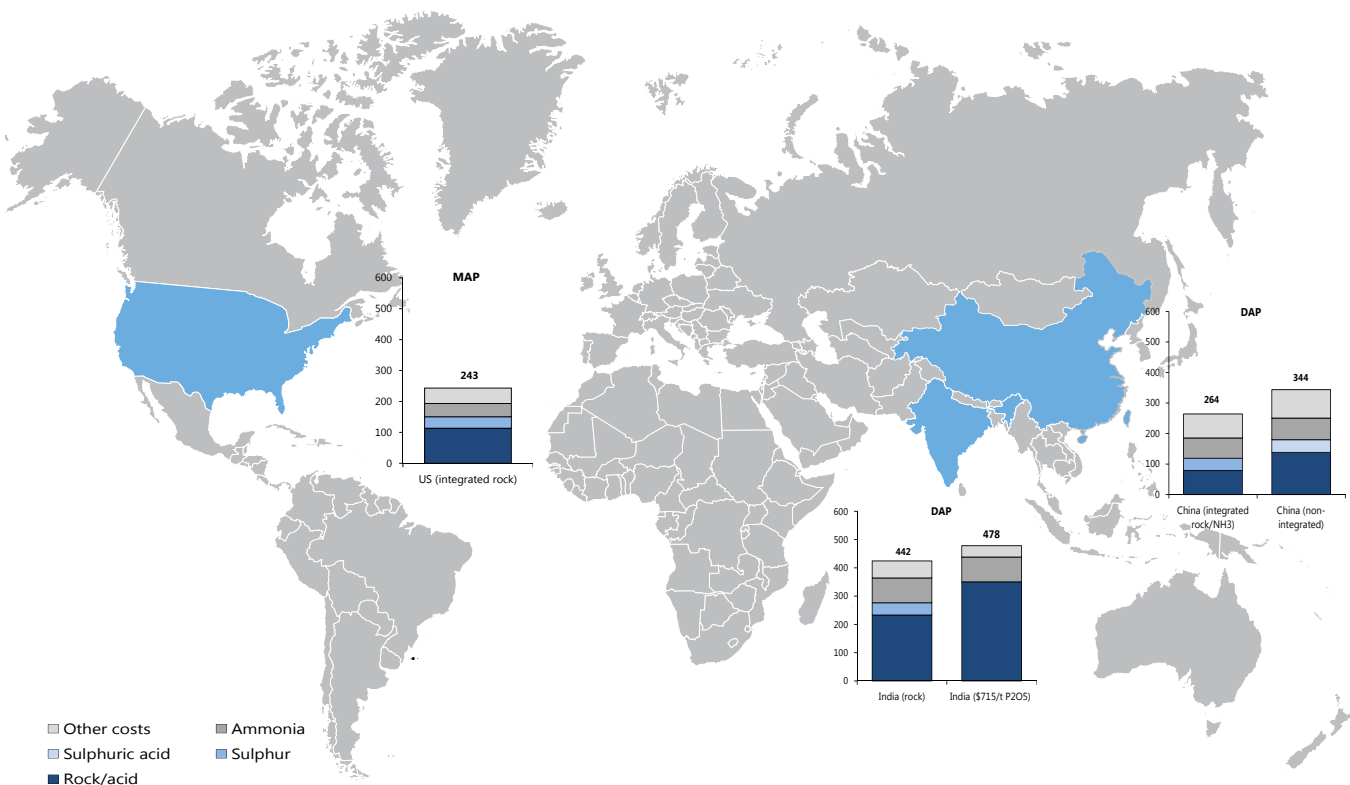 MAP
600
500
400
300
200
100
0
243
US (integrated rock)
DAP
600
500
400
300
200
100
0
264
344
China (integrated
rock/NH3)
China (non-
integrated)
DAP
600
500
400
300
200
100
0
442
478
India (rock)
India ($715/t P2O5)
Other costs
Ammonia
Sulphuric acid
Sulphur
Rock/acid